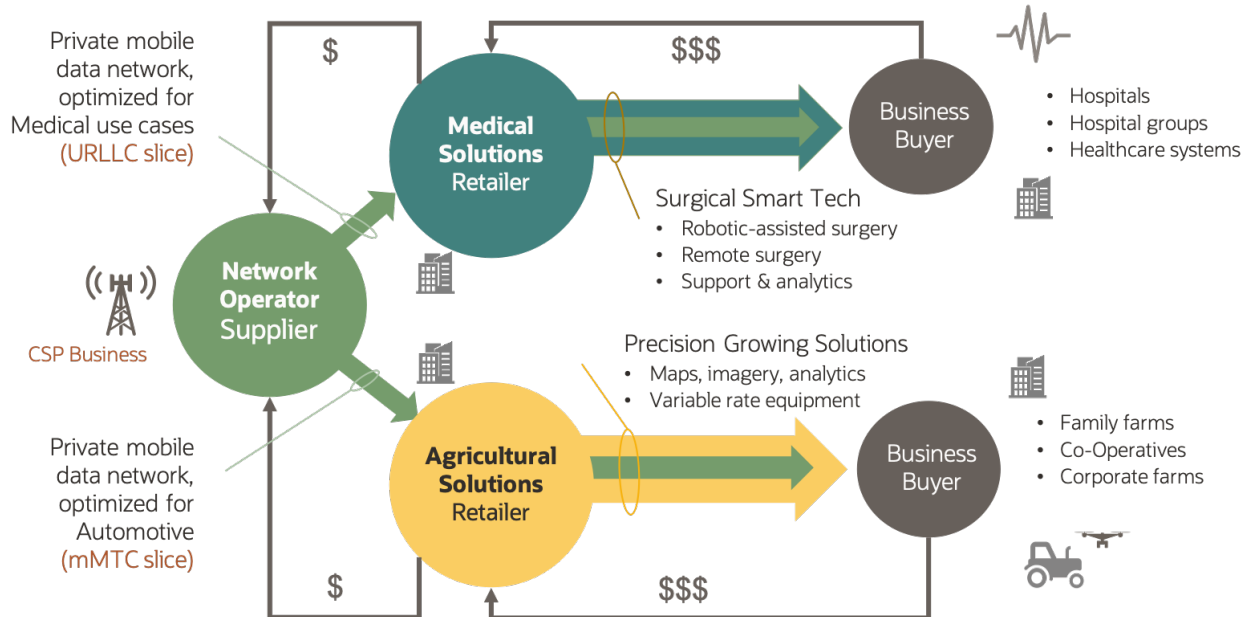 Private mobile
data network,
optimized for
Medical use cases
(URLLC slice)
$
$$$
Medical
Solutions
Retailer
Business
Buyer
• Hospitals
• Hospital groups
• Healthcare systems
Surgical Smart Tech
• Robotic-assisted surgery
• Remote surgery
• Support & analytics
Network
Operator
Supplier
CSP Business
Precision Growing Solutions
• Maps, imagery, analytics
• Variable rate equipment
Private mobile
data network,
optimized for
Automotive
(mMTC slice)
Agricultural
Solutions
Retailer
Business
Buyer
• Family farms
• Co-Operatives
• Corporate farms
$
$$$